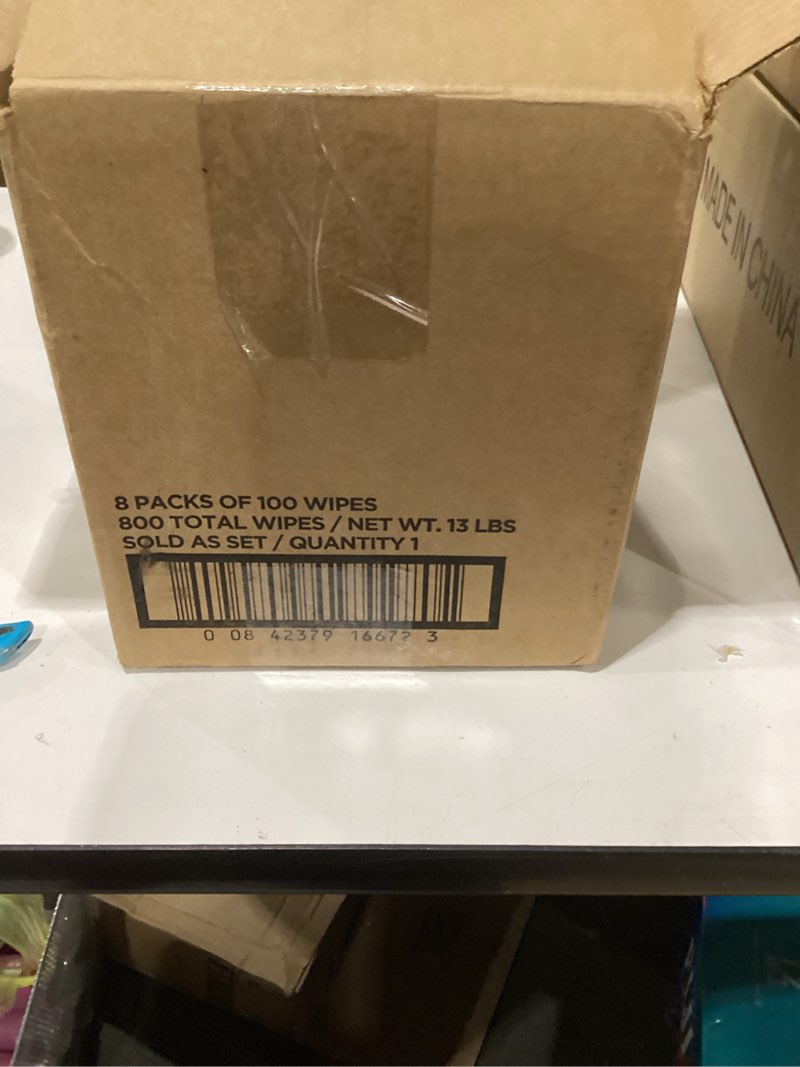 MADE IN CHINA
8 PACKS OF 100 WIPES
800 TOTAL WIPES / NET WT. 13 LBS
SOLD AS SET / QUANTITY 1
0 08 42379 16672 3